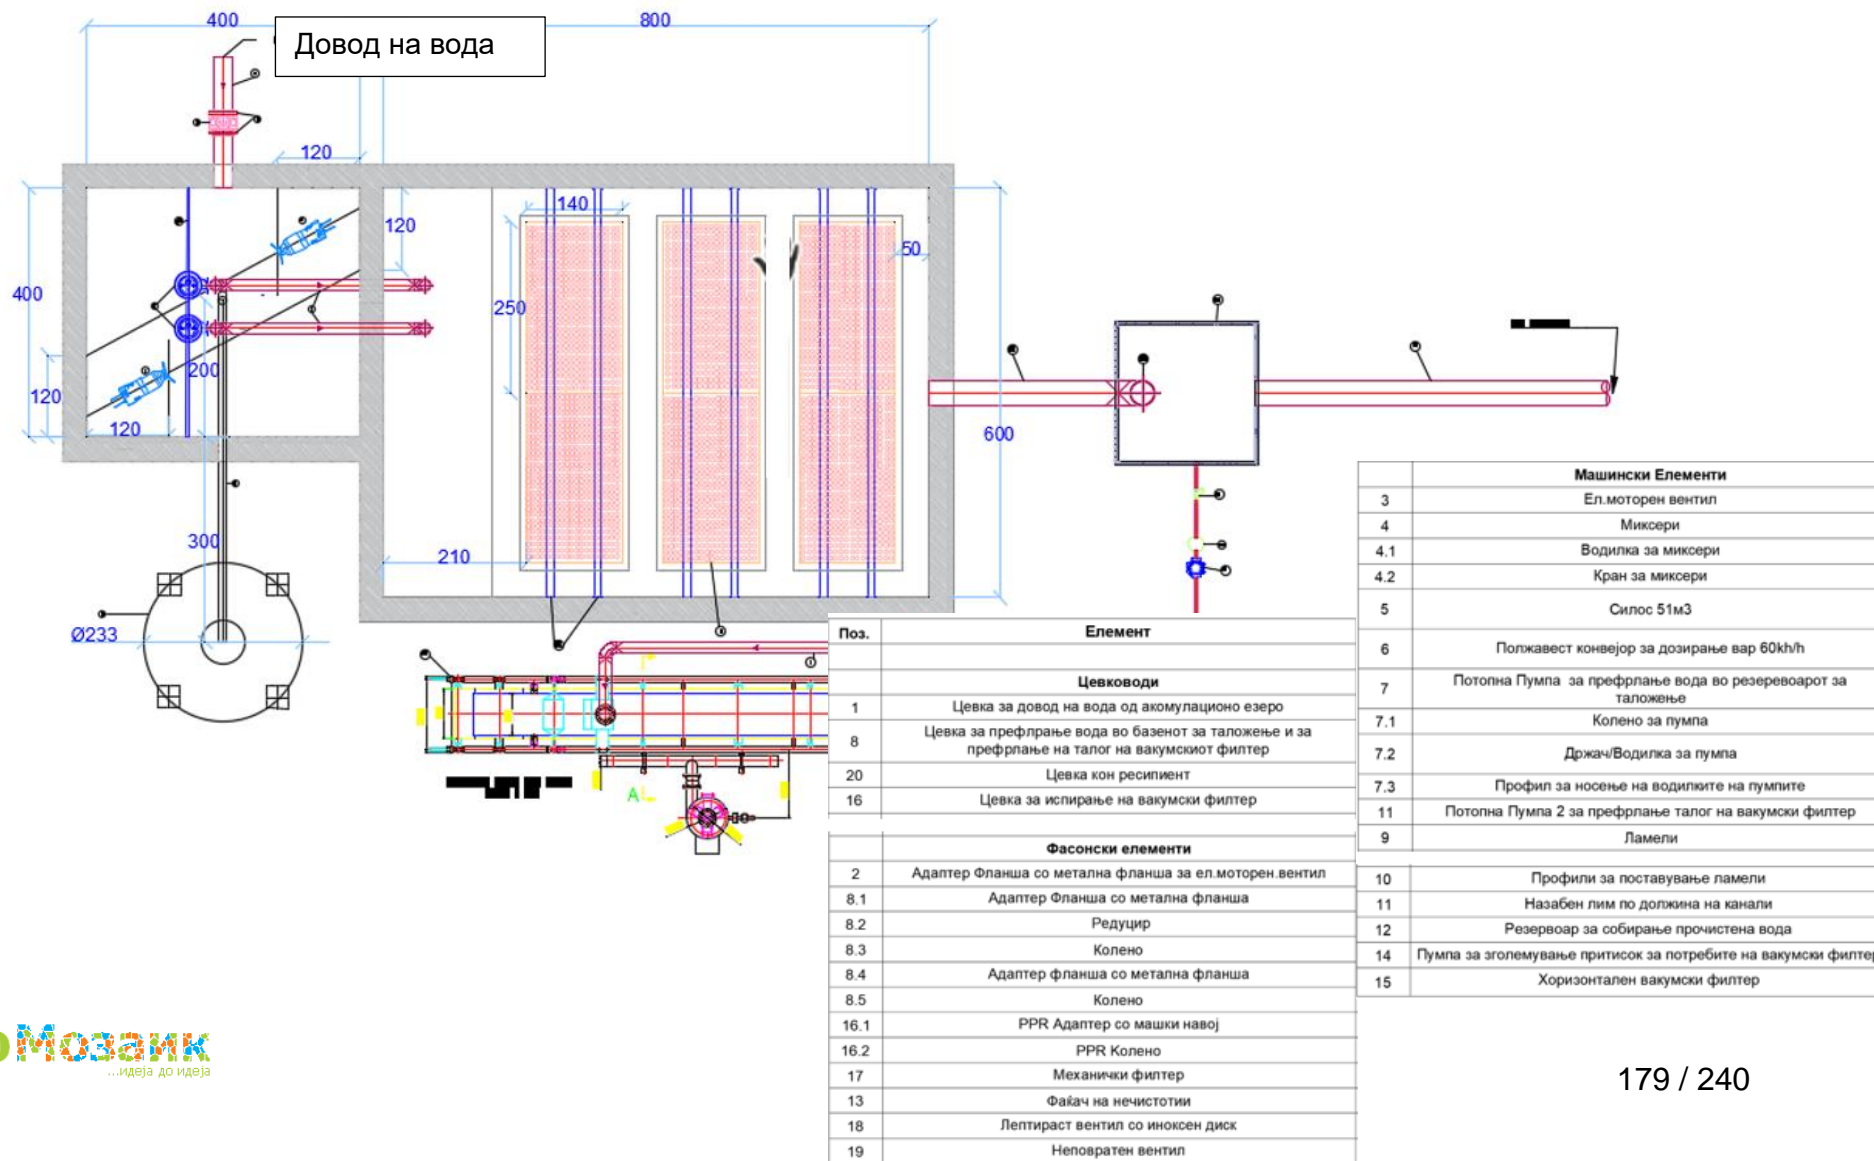 400
800
Довод на вода
120
140
120
50
400
250
200
120
120
600
300
210
Ø233
A
Поз. Елемент
Цевководи
1 Цевка за довод на вода од акомулационо езеро
8 Цевка за префрлрање вода во базенот за таложење и за
префрлање на талог на вакумскиот филтер
20 Цевка кон ресипиент
16 Цевка за испирање на вакумски филтер
Фасонски елементи
2 Адаптер Фланша со метална фланша за ел.моторен.вентил
8.1 Адаптер Фланша со метална фланша
8.2 Редуцир
8.3 Колено
8.4 Адаптер фланша со метална фланша
8.5 Колено
16.1 PPR Адаптер со машки навој
16.2 PPR Колено
17 Механички филтер
13 Фаќач на нечистотии
18 Лептираст вентил со иноксен диск
19 Неповратен вентил
Машински Елементи
3 Ел.моторен вентил
4 Миксери
4.1 Водилка за миксери
4.2 Кран за миксери
5 Силос 51м3
6 Полжавест конвејор за дозирање вар 60kh/h
7 Потопна Пумпа за префрлање вода во резеревоарот за
таложење
7.1 Колено за пумпа
7.2 Држач/Водилка за пумпа
7.3 Профил за носење на водилките на пумпите
11 Потопна Пумпа 2 за префрлање талог на вакумски филтер
9 Ламели
10 Профили за поставување ламели
11 Назабен лим по должина на канали
12 Резервоар за собирање прочистена вода
14 Пумпа за зголемување притисок за потребите на вакумски филтер
15 Хоризонтален вакумски филтер
Мозаик
...идеја до идеја
179 / 240